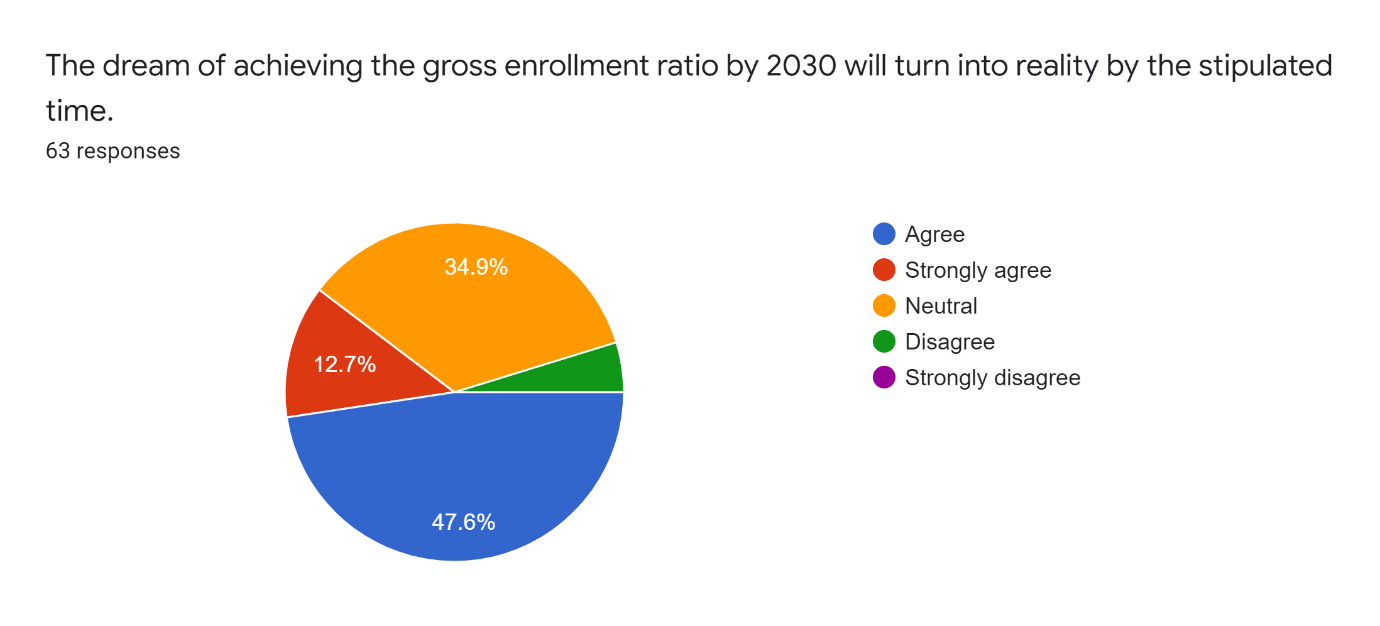 The dream of achieving the gross enrollment ratio by 2030 will turn into reality by the stipulated
time.
63 responses
34.9%
12.7%
47.6%
Agree
Strongly agree
Neutral
Disagree
Strongly disagree